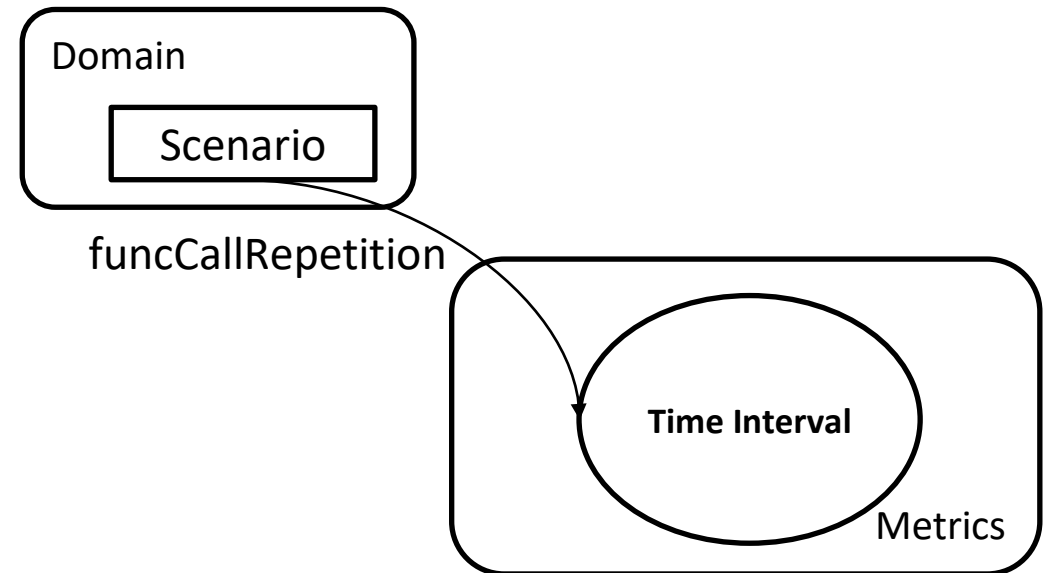 Domain
Scenario
funcCallRepetition
Time Interval
Metrics